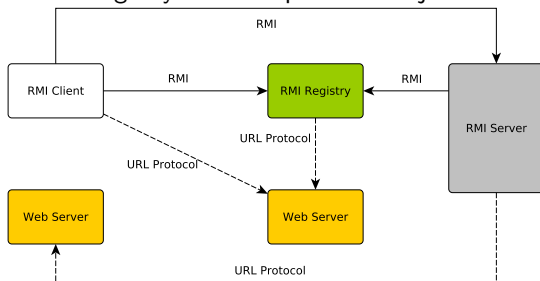 RMI
RMI Client
RMI
RMI Registry
RMI
RMI Server
URL Protocol
URL Protocol
Web Server
Web Server
URL Protocol